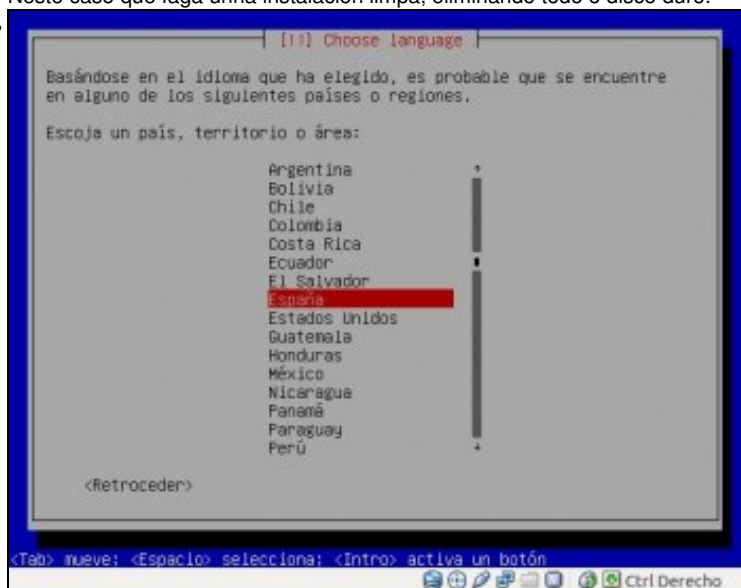 Neste caso que faga unha instalación limpa, eliminando todo o disco duro.
[!!] Choose language
Basándose en el idioma que ha elegido, es probable que se encuentre
en alguno de los siguientes países o regiones.
Escoja un país, territorio o área:
Argentina
Bolivia
Chile
Colombia
Costa Rica
Ecuador
El Salvador
España
Estados Unidos
Guatemala
Honduras
México
Nicaragua
Panamá
Paraguay
Perú
<Retroceder>
<Tab> mueve; <Espacio> selecciona; <Intro> activa un botón
Ctrl Derecho